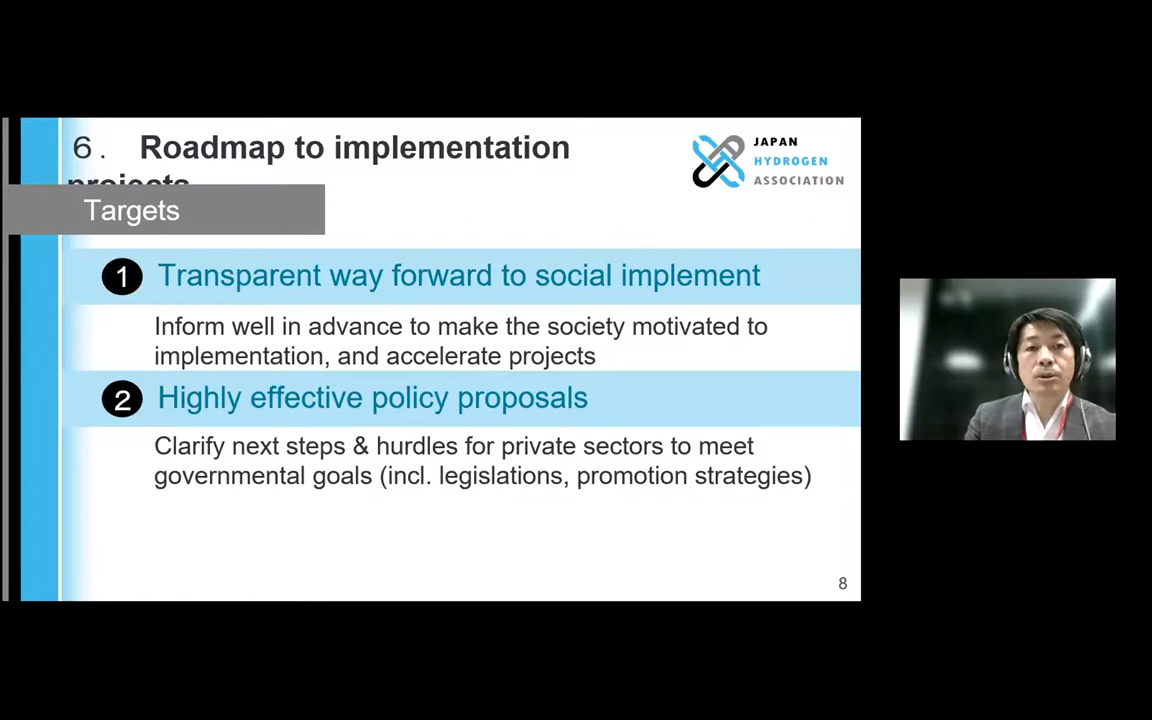 ６． Roadmap to implementation
projects
JAPAN
HYDROGEN
ASSOCIATION
Targets
1 Transparent way forward to social implement
Inform well in advance to make the society motivated to
implementation, and accelerate projects
2 Highly effective policy proposals
Clarify next steps & hurdles for private sectors to meet
governmental goals (incl. legislations, promotion strategies)
8